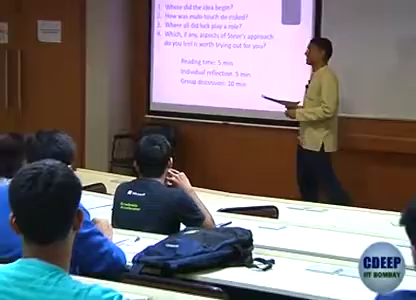 1. Where did the idea begin?
2. How was multi-touch de-risked?
3. Where all did luck play a role?
4. Which, if any, aspects of Steve's approach
do you feel is worth trying out for you?
Reading time: 5 min
Individual reflection: 5 min
Group discussion: 10 min
Microsoft
CDEEP
IIT BOMBAY